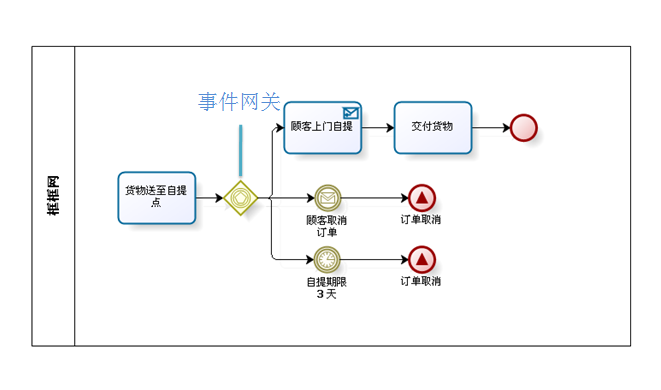 事件网关
顾客上门自提
交付货物
货物送至自提
点
框框网
顾客取消
订单
订单取消
自提期限
3 天
订单取消